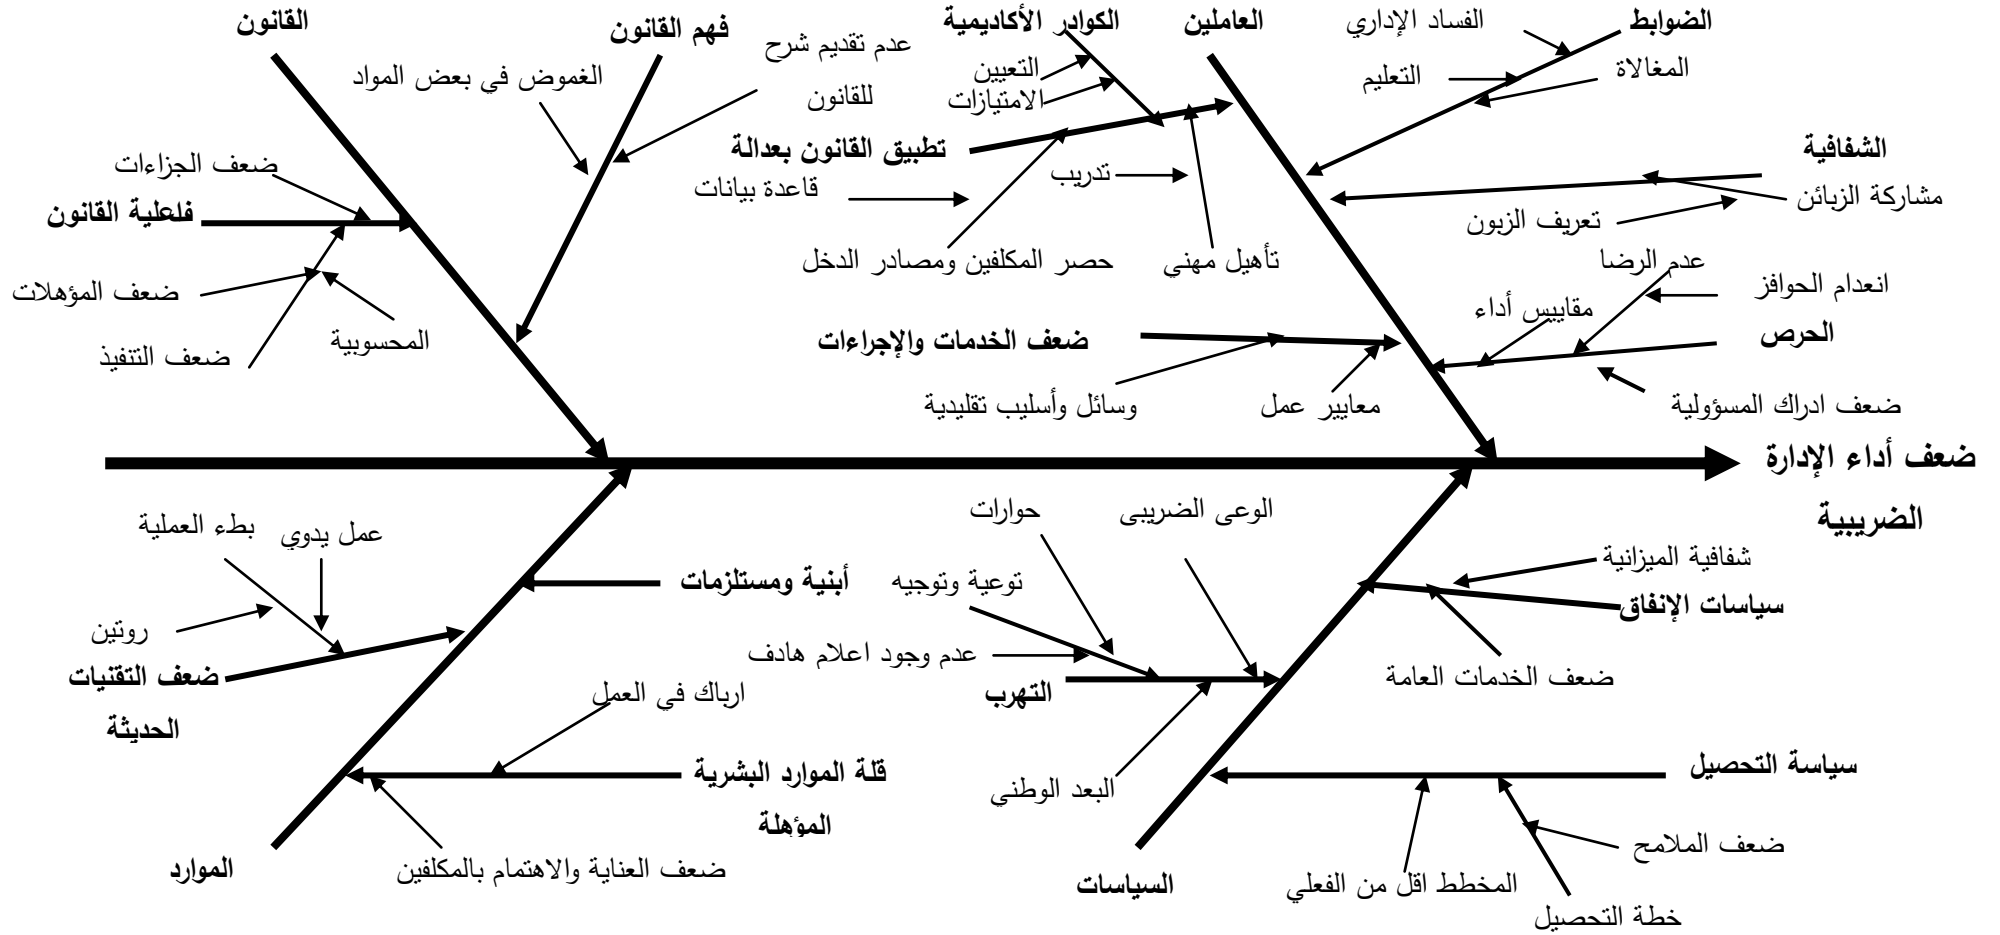 الضوابط
الفساد الإداري
العاملين
الكوادر الأكاديمية
فهم القانون
القانون
المغالاة
التعليم
التعيين
الامتيازات
عدم تقديم شرح
للقانون
الغموض في بعض المواد
الشفافية
مشاركة الزبائن
تعريف الزبون
تطبيق القانون بعدالة
تدريب
قاعدة بيانات
ضعف الجزاءات
فاعلية القانون
عدم الرضا
انعدام الحوافز
مقاييس أداء
الحرص
تأهيل مهني
حصر المكلفين ومصادر الدخل
ضعف المؤهلات
المحسوبية
ضعف التنفيذ
ضعف الخدمات والإجراءات
ضعف ادراك المسؤولية
معايير عمل
وسائل وأسليب تقليدية
ضعف أداء الإدارة
الضريبية
الوعى الضريبى
حوارات
عمل يدوي
بطء العملية
شفافية الميزانية
سياسات الإنفاق
توعية وتوجيه
أبنية ومستلزمات
روتين
ضعف الخدمات العامة
عدم وجود اعلام هادف
التهرب
ارباك في العمل
ضعف التقنيات
الحديثة
سياسة التحصيل
البعد الوطني
قلة الموارد البشرية
المؤهلة
ضعف الملامح
المخطط اقل من الفعلي
خطة التحصيل
السياسات
ضعف العناية والاهتمام بالمكلفين
الموارد